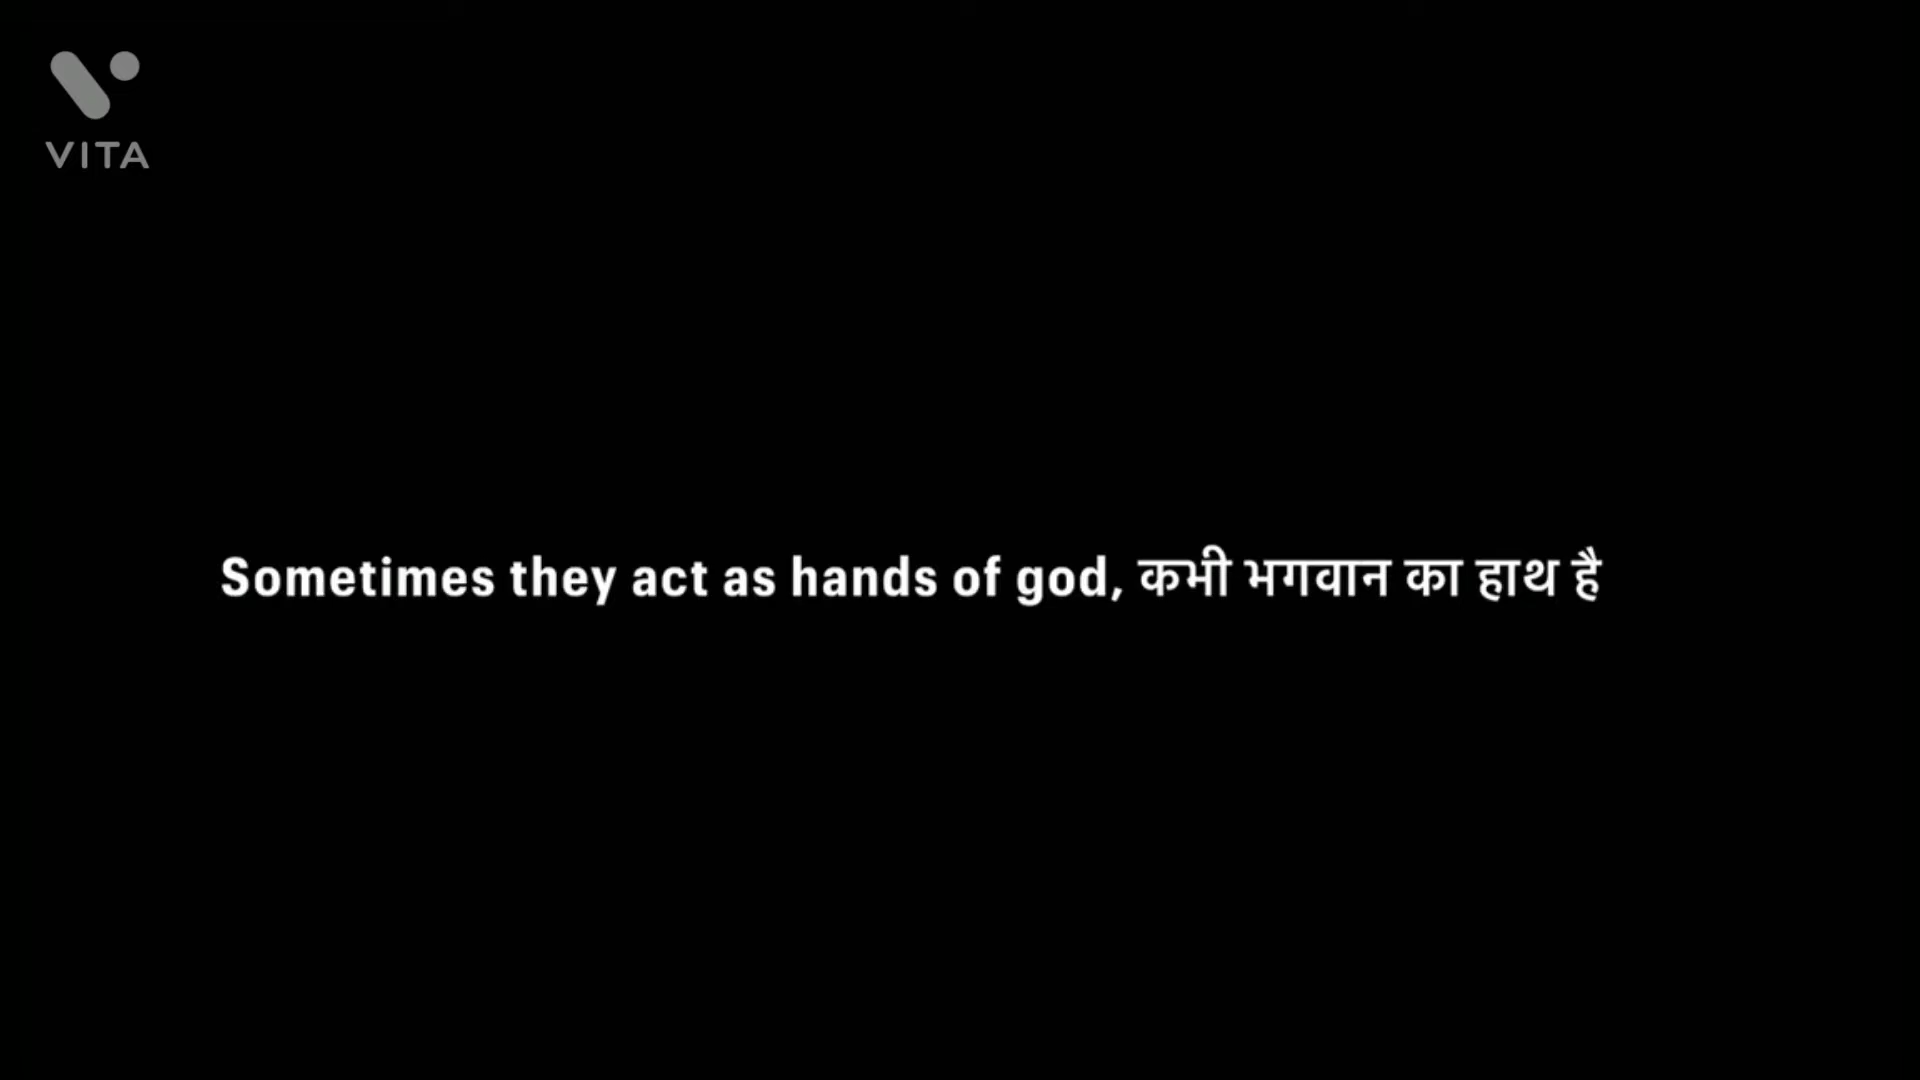 VITA
Sometimes they act as hands of god, कभी भगवान का हाथ है